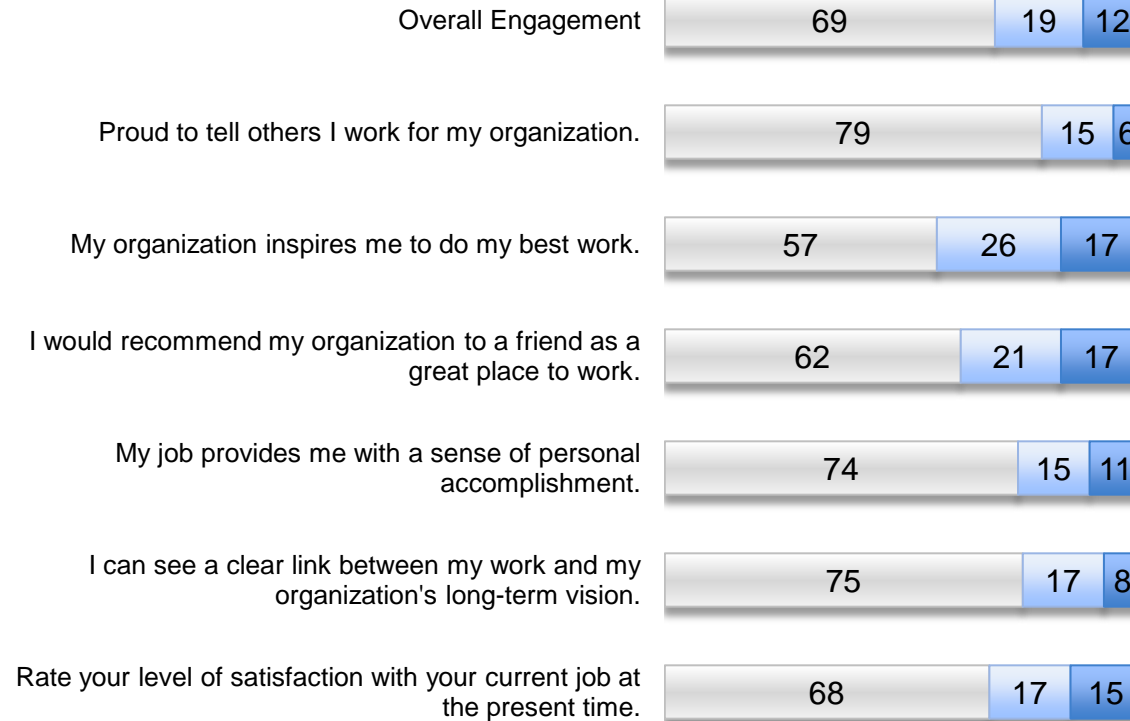 Overall Engagement 69 19 12
Proud to tell others I work for my organization. 79 15 6
My organization inspires me to do my best work. 57 26 17
I would recommend my organization to a friend as a
great place to work. 62 21 17
My job provides me with a sense of personal
accomplishment. 74 15 11
I can see a clear link between my work and my
organization's long-term vision. 75 17 8
Rate your level of satisfaction with your current job at
the present time. 68 17 15